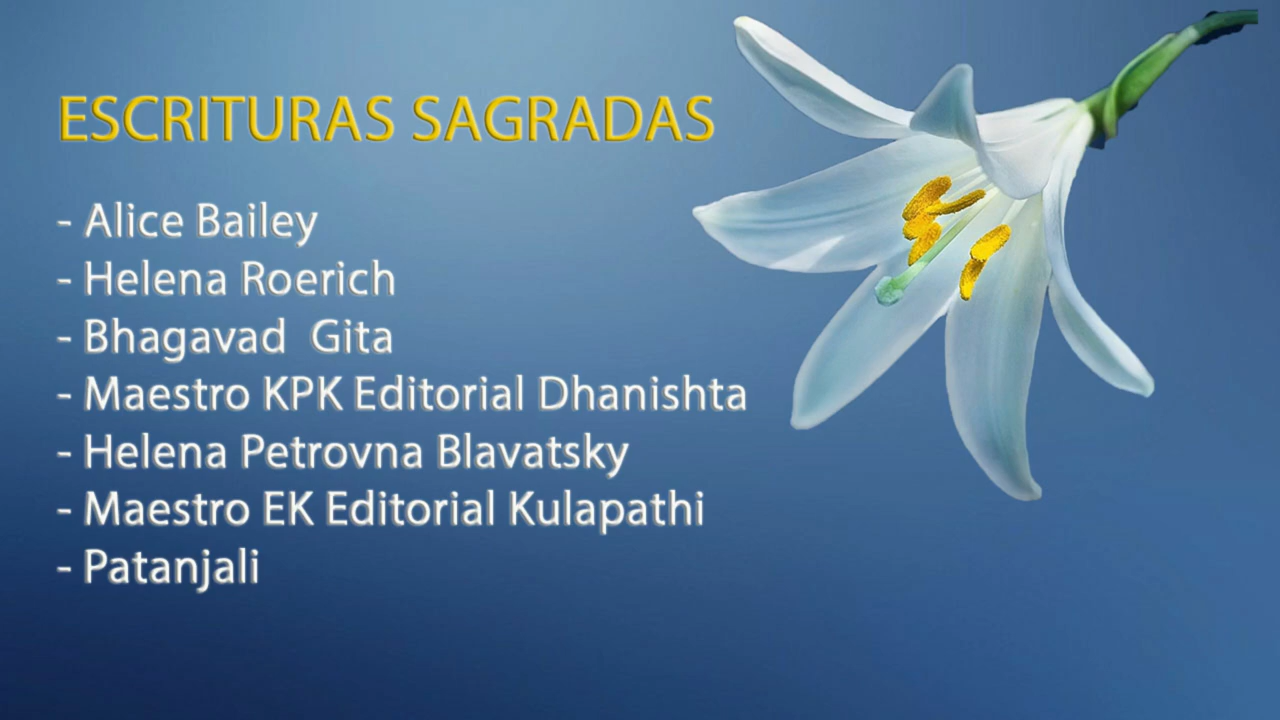 ESCRITURAS SAGRADAS
- Alice Bailey
- Helena Roerich
- Bhagavad  Gita
- Maestro KPK Editorial Dhanishta
- Helena Petrovna Blavatsky
- Maestro EK Editorial Kulapathi
- Patanjali